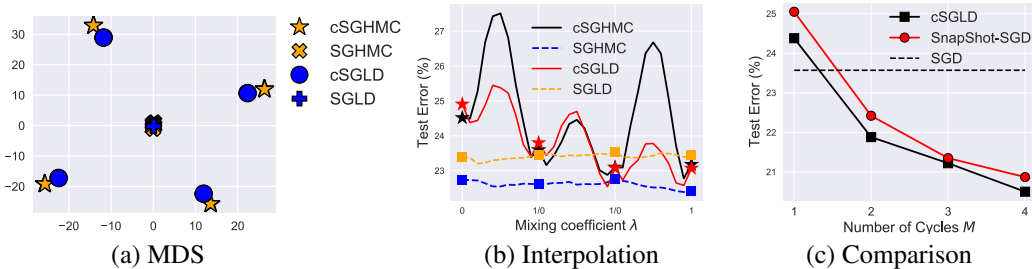 30
20
10
0
−10
−20
−20
−10
0
10
20
cSGHMC
SGHMC
cSGLD
SGLD
(a) MDS
Test Error (%)
27
26
25
24
23
cSGHMC
SGHMC
cSGLD
SGLD
0
1/0
1/0
1
Mixing coefficient λ
(b) Interpolation
Test Error (%)
25
24
23
22
21
cSGLD
SnapShot-SGD
SGD
1
2
3
4
Number of Cycles M
(c) Comparison